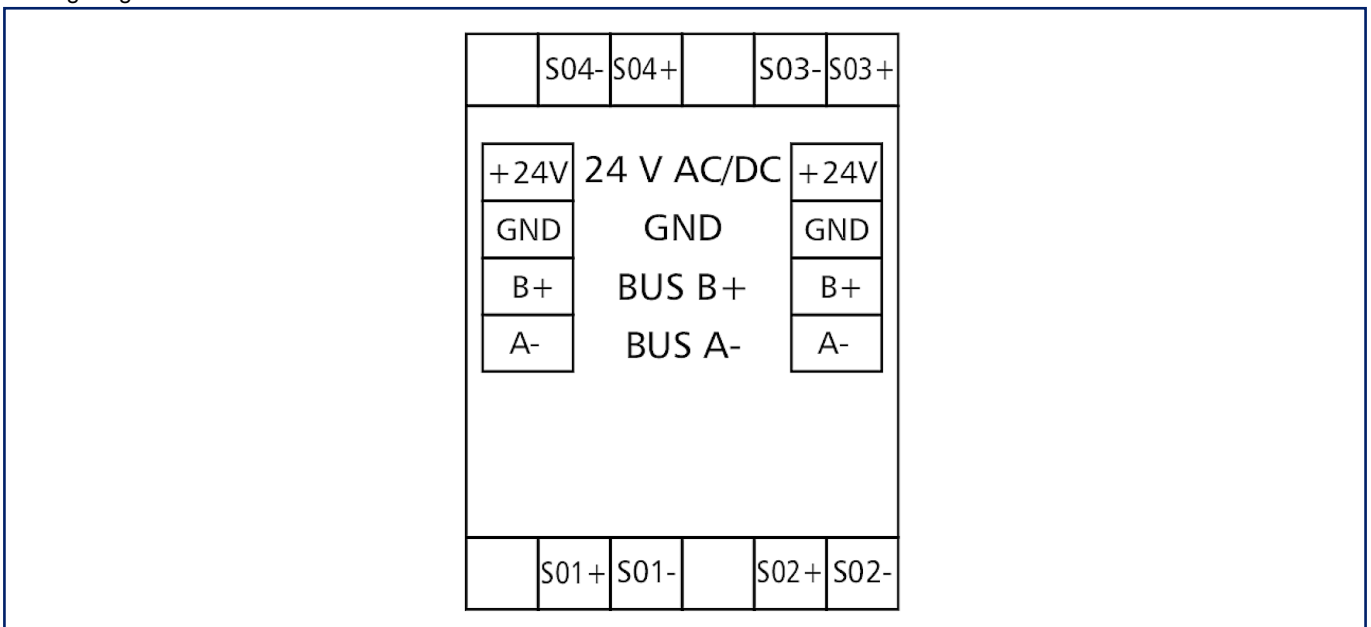 S04- S04+ S03- S03+
+24V 24 V AC/DC +24V
GND GND GND
B+ BUS B+ B+
A- BUS A- A-
S01+ S01- S02+ S02-